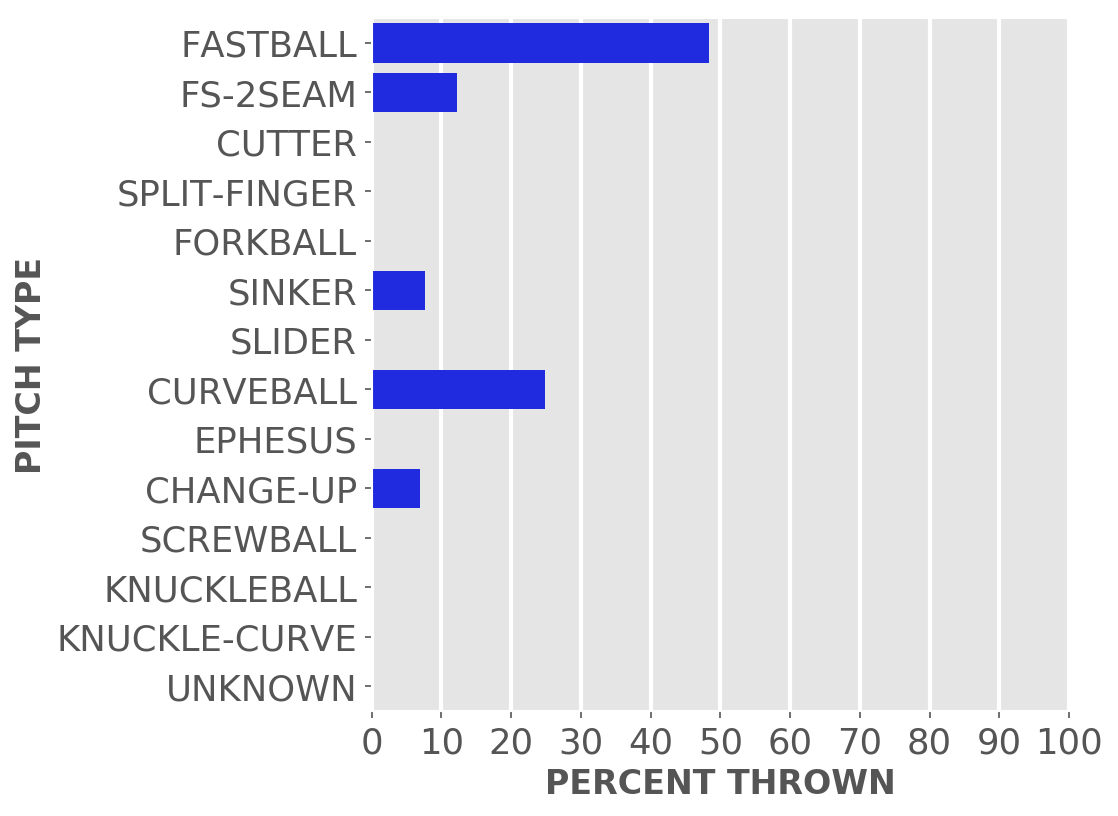 FASTBALL
FS-2SEAM
CUTTER
SPLIT-FINGER
FORKBALL
SINKER
SLIDER
CURVEBALL
EPHESUS
CHANGE-UP
SCREWBALL
KNUCKLEBALL
KNUCKLE-CURVE
UNKNOWN
PITCH TYPE
0 10 20 30 40 50 60 70 80 90 100
PERCENT THROWN